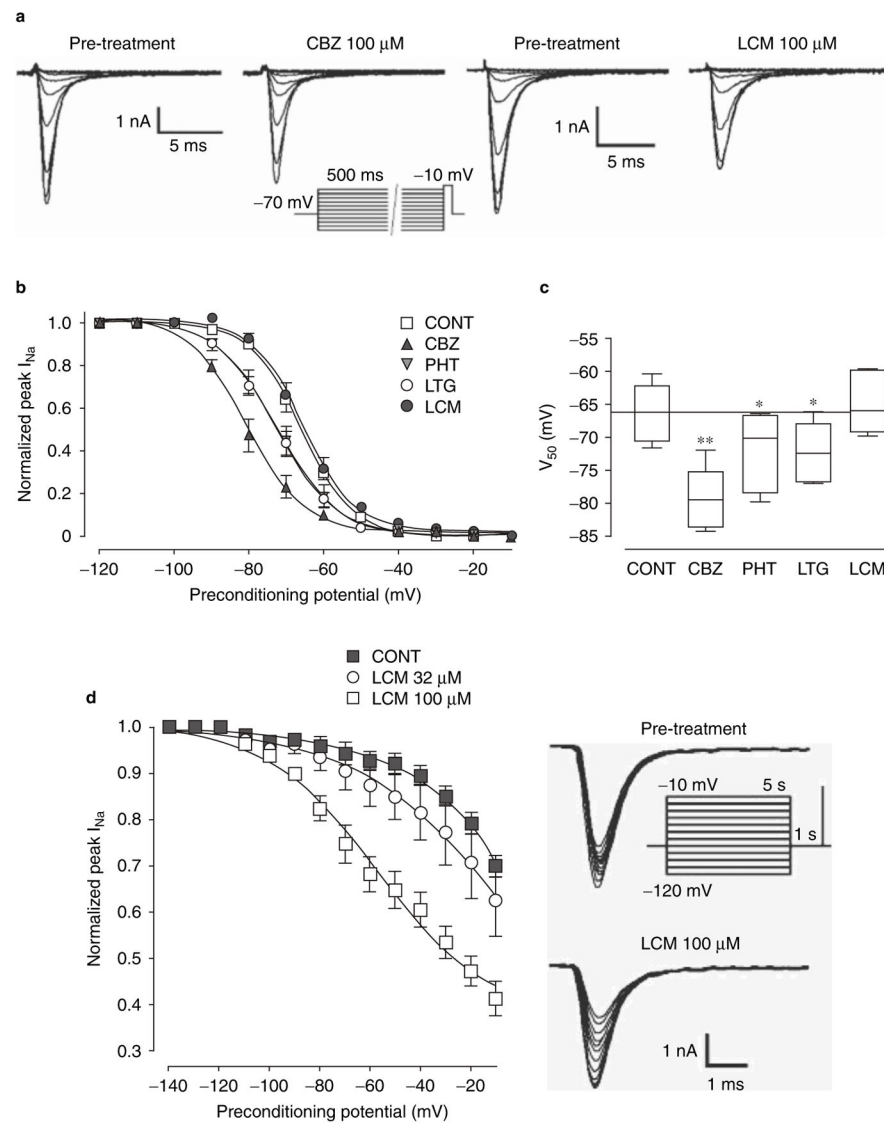 a
Pre-treatment
CBZ 100 μM
Pre-treatment
LCM 100 μM
1 nA
5 ms
1 nA
5 ms
500 ms
−10 mV
−70 mV
b
1.0
0.8
0.6
0.4
0.2
0
Normalized peak I_Na
−120
−100
−80
−60
−40
−20
Preconditioning potential (mV)
CONT
CBZ
PHT
LTG
LCM
c
−55
−60
−65
−70
−75
−80
−85
V_50 (mV)
**
*
*
CONT
CBZ
PHT
LTG
LCM
d
CONT
LCM 32 μM
LCM 100 μM
1.0
0.9
0.8
0.7
0.6
0.5
0.4
0.3
Normalized peak I_Na
−140
−120
−100
−80
−60
−40
−20
Preconditioning potential (mV)
Pre-treatment
−10 mV
5 s
1 s
−120 mV
LCM 100 μM
1 nA
1 ms